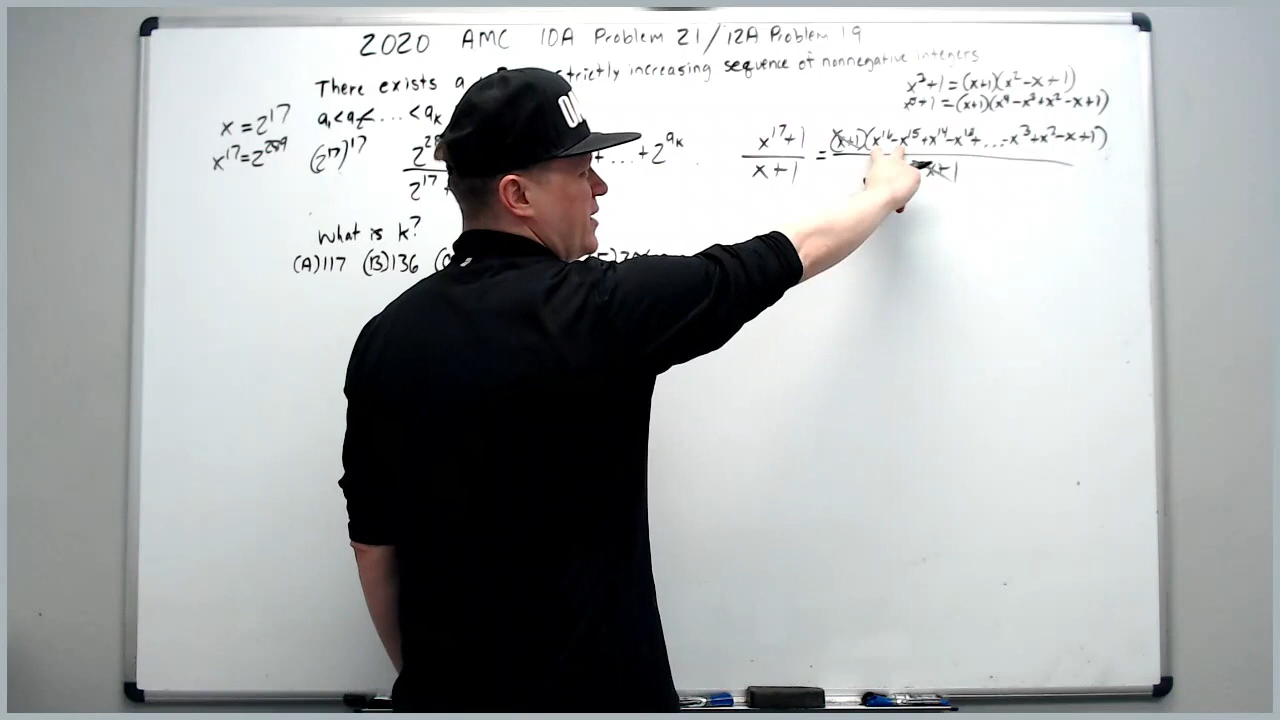 2020 AMC 10A Problem 21/12A Problem 19
There exists a strictly increasing sequence of nonnegative integers
a₁<a₂<...<aₖ
x=2¹⁷
x¹⁷=2²⁸⁹
(2¹⁷)¹⁷
+...+2^aₖ.
x³+1=(x+1)(x²-x+1)
x⁵+1=(x+1)(x⁴-x³+x²-x+1)
x¹⁷+1 / x+1 = (x+1)(x¹⁶-x¹⁵+x¹⁴-x¹³+...-x³+x²-x+1) / x+1
What is k?
(A)117 (B)136